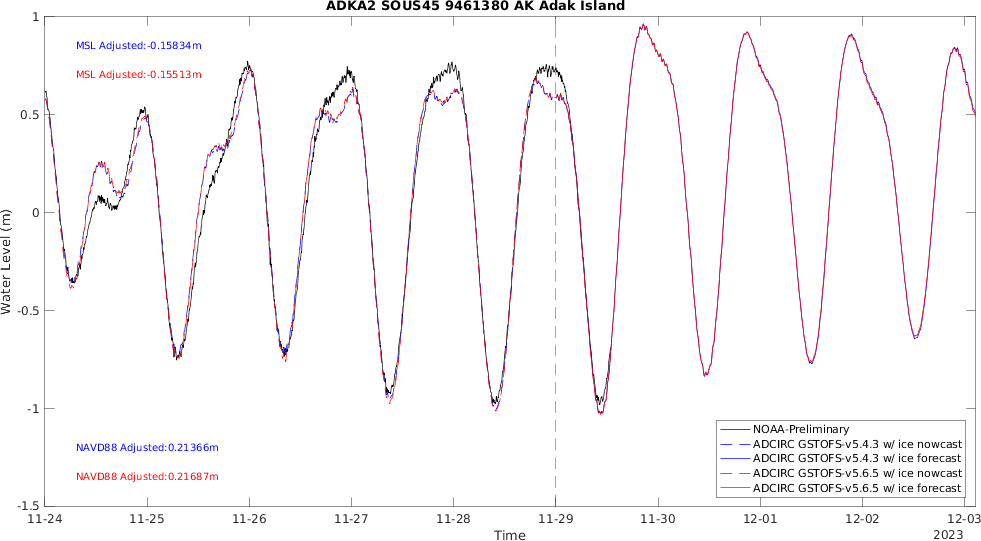 ADKA2 SOUS45 9461380 AK Adak Island
1
MSL Adjusted:-0.15834m
MSL Adjusted:-0.15513m
0.5
0
Water Level (m)
-0.5
-1
NOAA-Preliminary
ADCIRC GSTOFS-v5.4.3 w/ ice nowcast
NAVD88 Adjusted:0.21366m
ADCIRC GSTOFS-v5.4.3 w/ ice forecast
ADCIRC GSTOFS-v5.6.5 w/ ice nowcast
NAVD88 Adjusted:0.21687m
ADCIRC GSTOFS-v5.6.5 w/ ice forecast
-1.5
11-24 11-25 11-26 11-27 11-28 11-29 11-30 12-01 12-02 12-03
Time 2023